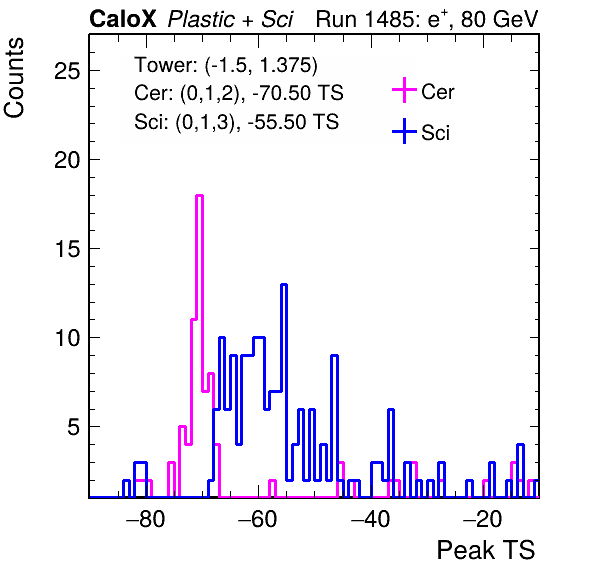 CaloX Plastic + Sci Run 1485: e+, 80 GeV
Counts
Tower: (-1.5, 1.375)
Cer: (0,1,2), -70.50 TS
Sci: (0,1,3), -55.50 TS
Cer
Sci
25
20
15
10
5
−80 −60 −40 −20
Peak TS